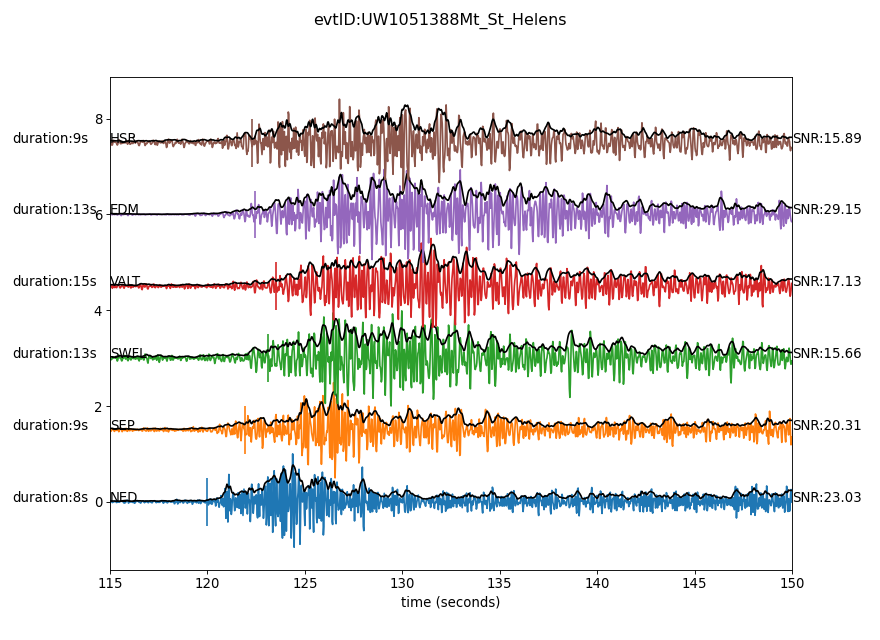 evtID:UW1051388Mt_St_Helens
8
duration:9s HSR SNR:15.89
duration:13s EDM SNR:29.15
6
duration:15s VALT SNR:17.13
4
duration:13s SWFL SNR:15.66
2
duration:9s SEP SNR:20.31
duration:8s NED SNR:23.03
0
115 120 125 130 135 140 145 150
time (seconds)